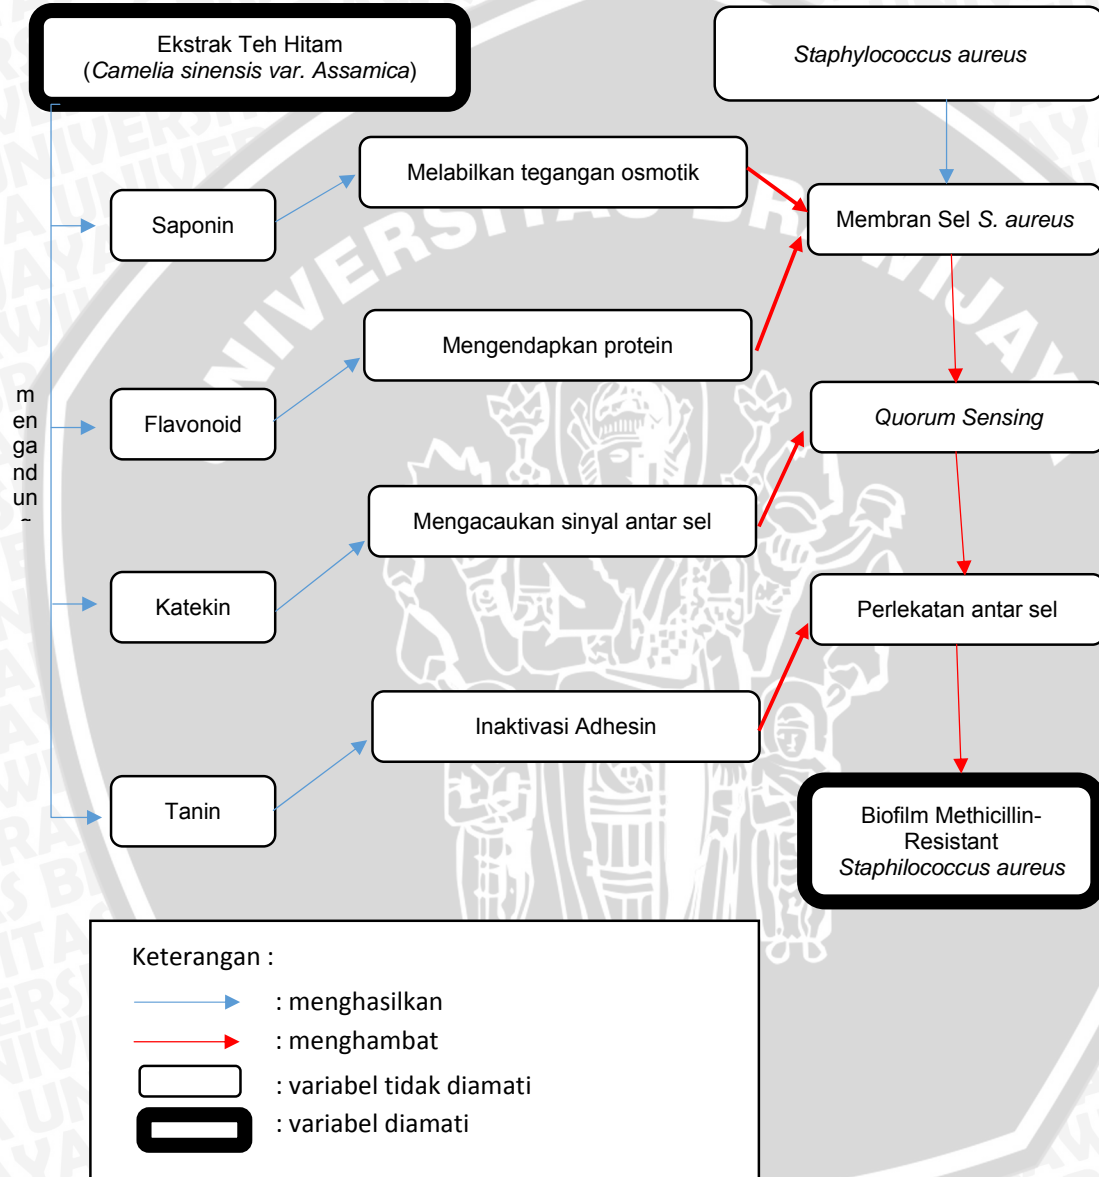 Ekstrak Teh Hitam
(Camelia sinensis var. Assamica)
Staphylococcus aureus
Melabilkan tegangan osmotik
Saponin
Membran Sel S. aureus
Mengendapkan protein
Flavonoid
Quorum Sensing
m
en
ga
nd
un
Mengacaukan sinyal antar sel
Katekin
Perlekatan antar sel
Inaktivasi Adhesin
Tanin
Biofilm Methicillin-
Resistant
Staphilococcus aureus
Keterangan :
: menghasilkan
: menghambat
: variabel tidak diamati
: variabel diamati
UNIVERSITAS BRAWIJAYA